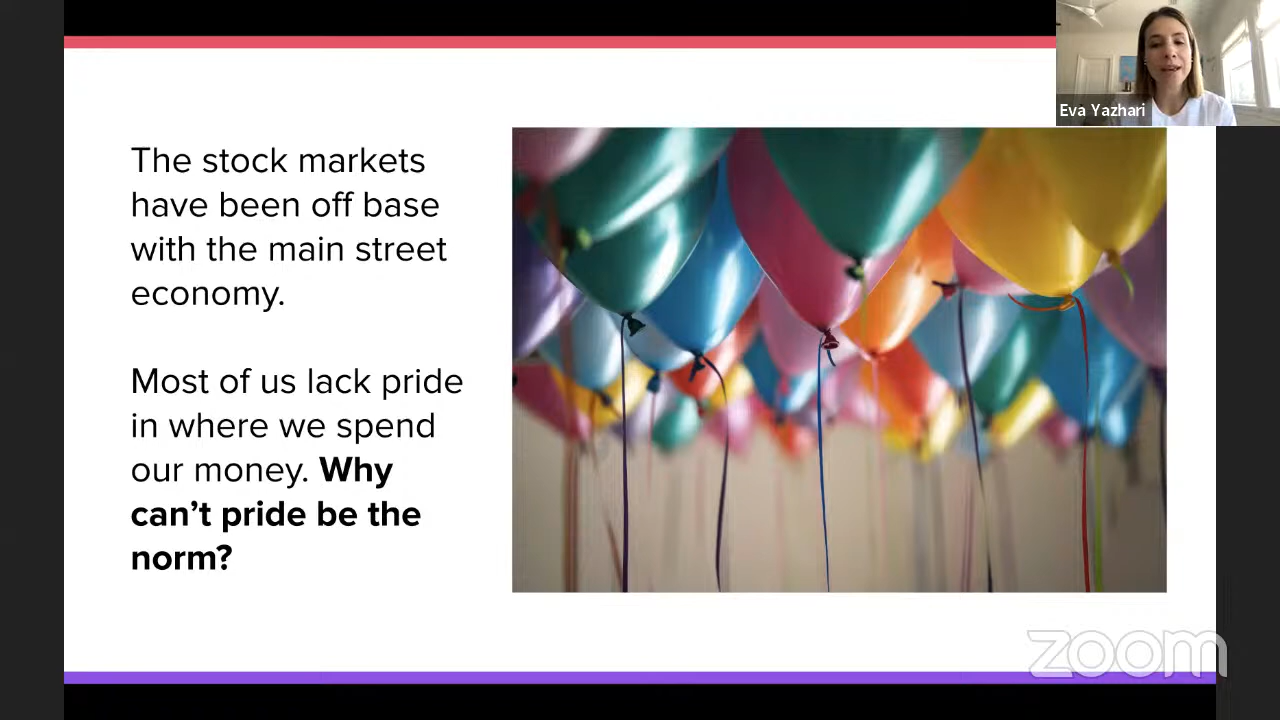 Eva Yazhari
The stock markets
have been off base
with the main street
economy.
Most of us lack pride
in where we spend
our money. Why
can’t pride be the
norm?
zoom